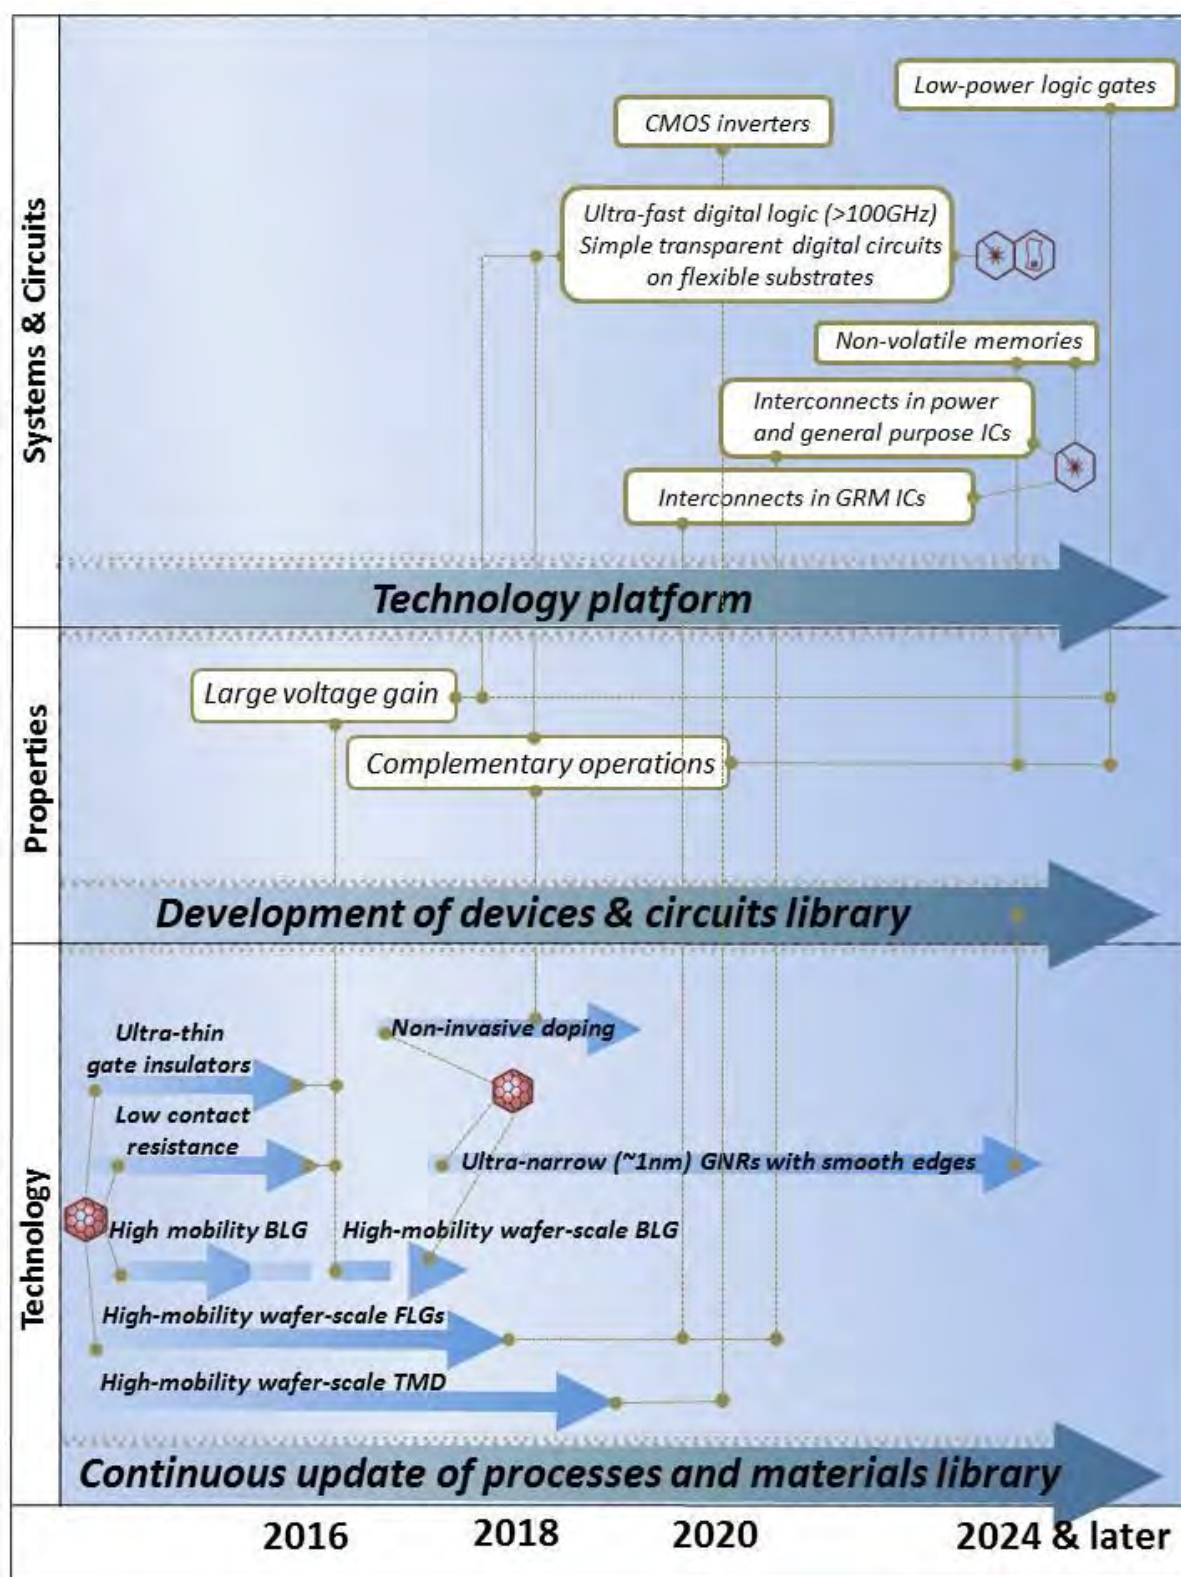 Systems & Circuits
Low-power logic gates
CMOS inverters
Ultra-fast digital logic (>100GHz)
Simple transparent digital circuits
on flexible substrates
Non-volatile memories
Interconnects in power
and general purpose ICs
Interconnects in GRM ICs
Technology platform
Properties
Large voltage gain
Complementary operations
Development of devices & circuits library
Technology
Non-invasive doping
Ultra-thin
gate insulators
Low contact
resistance
Ultra-narrow (~1nm) GNRs with smooth edges
High mobility BLG
High-mobility wafer-scale BLG
High-mobility wafer-scale FLGs
High-mobility wafer-scale TMD
Continuous update of processes and materials library
2016
2018
2020
2024 & later